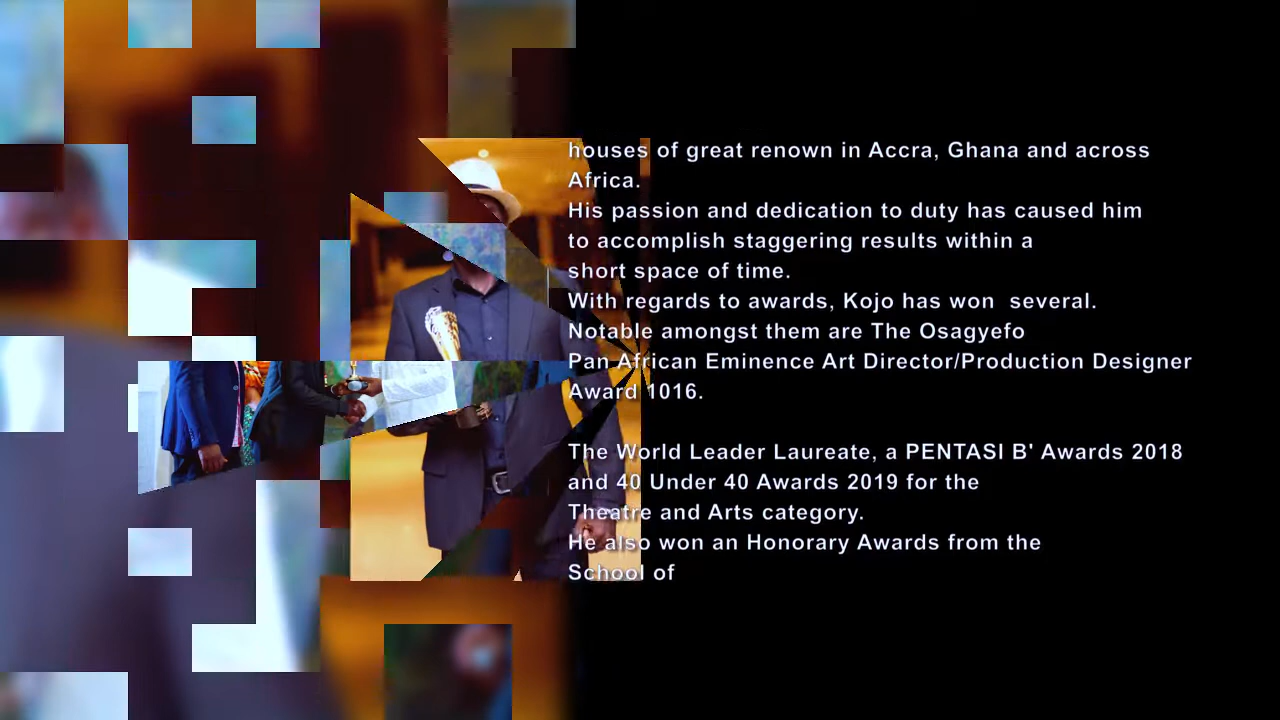 houses of great renown in Accra, Ghana and across
Africa.
His passion and dedication to duty has caused him
to accomplish staggering results within a
short space of time.
With regards to awards, Kojo has won  several.
Notable amongst them are The Osagyefo
Pan African Eminence Art Director/Production Designer
Award 1016.
The World Leader Laureate, a PENTASI B' Awards 2018
and 40 Under 40 Awards 2019 for the
Theatre and Arts category.
He also won an Honorary Awards from the
School of